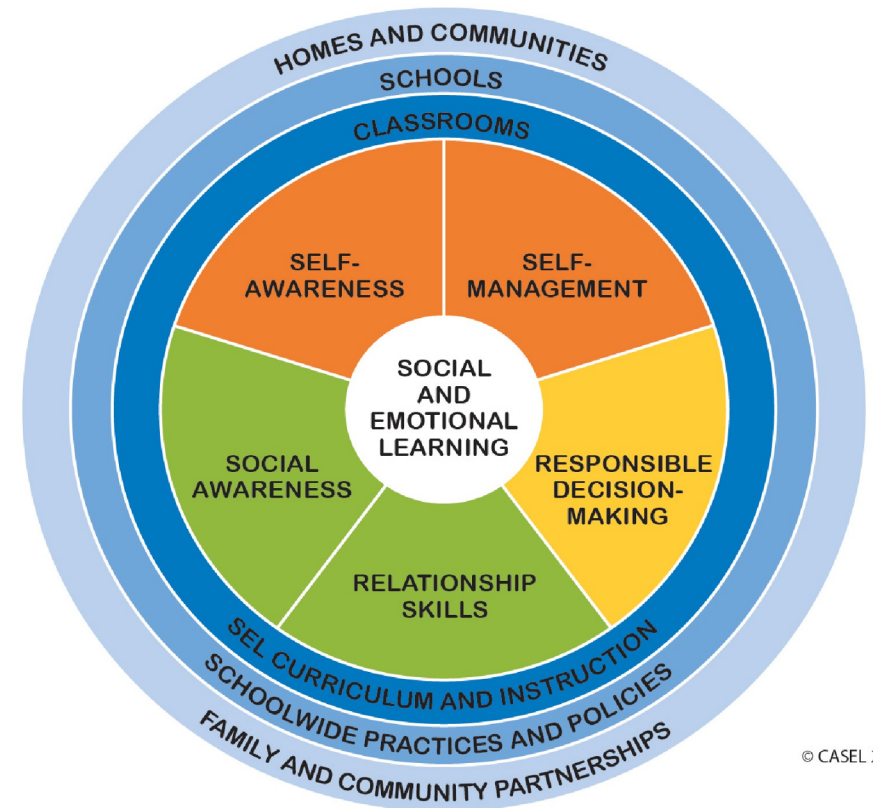 HOMES AND COMMUNITIES
SCHOOLS
CLASSROOMS
SELF-
AWARENESS
SELF-
MANAGEMENT
SOCIAL
AND
EMOTIONAL
LEARNING
SOCIAL
AWARENESS
RESPONSIBLE
DECISION-
MAKING
RELATIONSHIP
SKILLS
SEL CURRICULUM AND INSTRUCTION
SCHOOLWIDE PRACTICES AND POLICIES
FAMILY AND COMMUNITY PARTNERSHIPS
© CASEL